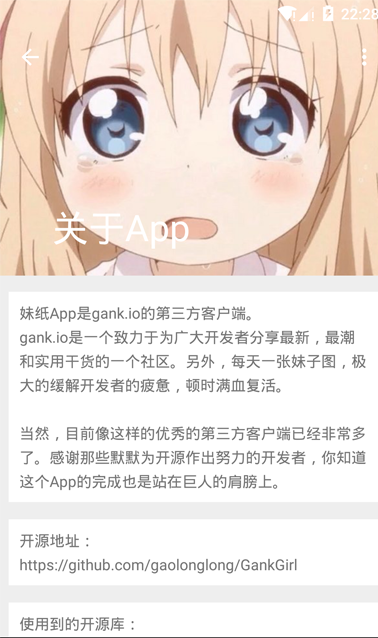 22:28
关于App
妹纸App是gank.io的第三方客户端。
gank.io是一个致力于为广大开发者分享最新，最潮
和实用干货的一个社区。另外，每天一张妹子图，极
大的缓解开发者的疲惫，顿时满血复活。
当然，目前像这样的优秀的第三方客户端已经非常多
了。感谢那些默默为开源作出努力的开发者，你知道
这个App的完成也是站在巨人的肩膀上。
开源地址：
https://github.com/gaolonglong/GankGirl
使用到的开源库：